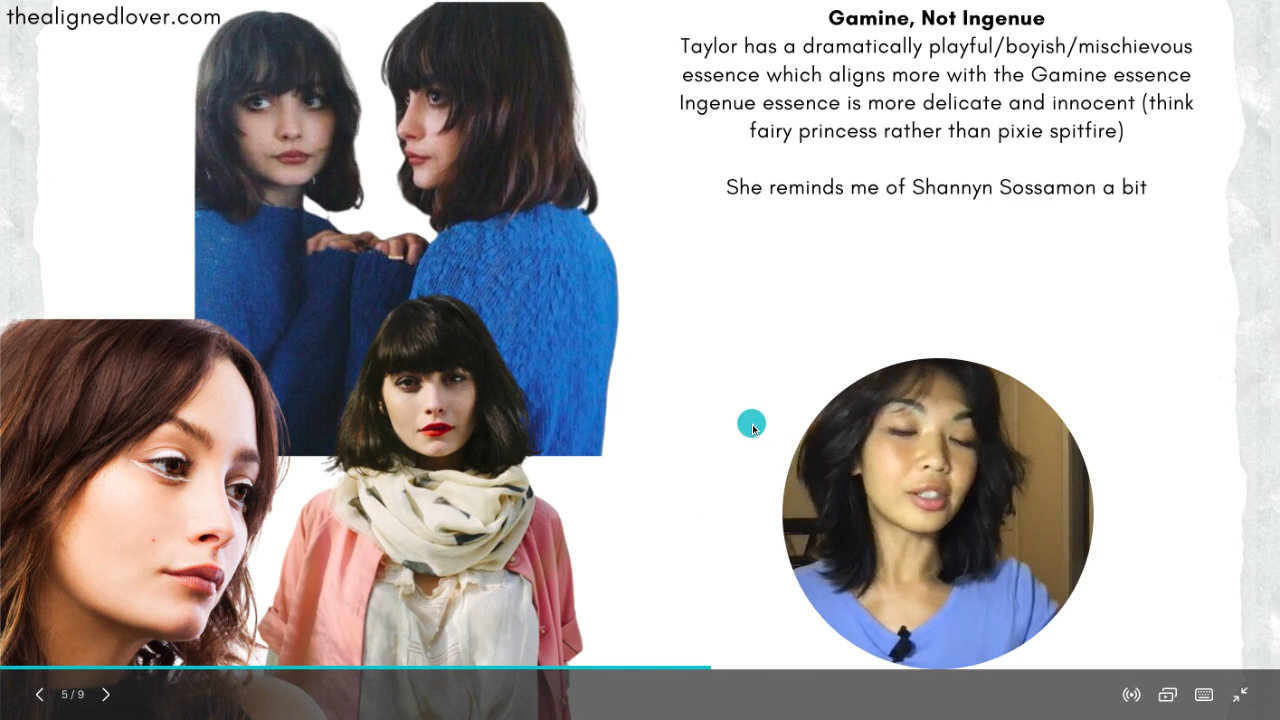 thealignedlover.com
Gamine, Not Ingenue
Taylor has a dramatically playful/boyish/mischievous
essence which aligns more with the Gamine essence
Ingenue essence is more delicate and innocent (think
fairy princess rather than pixie spitfire)
She reminds me of Shannyn Sossamon a bit
5 / 9